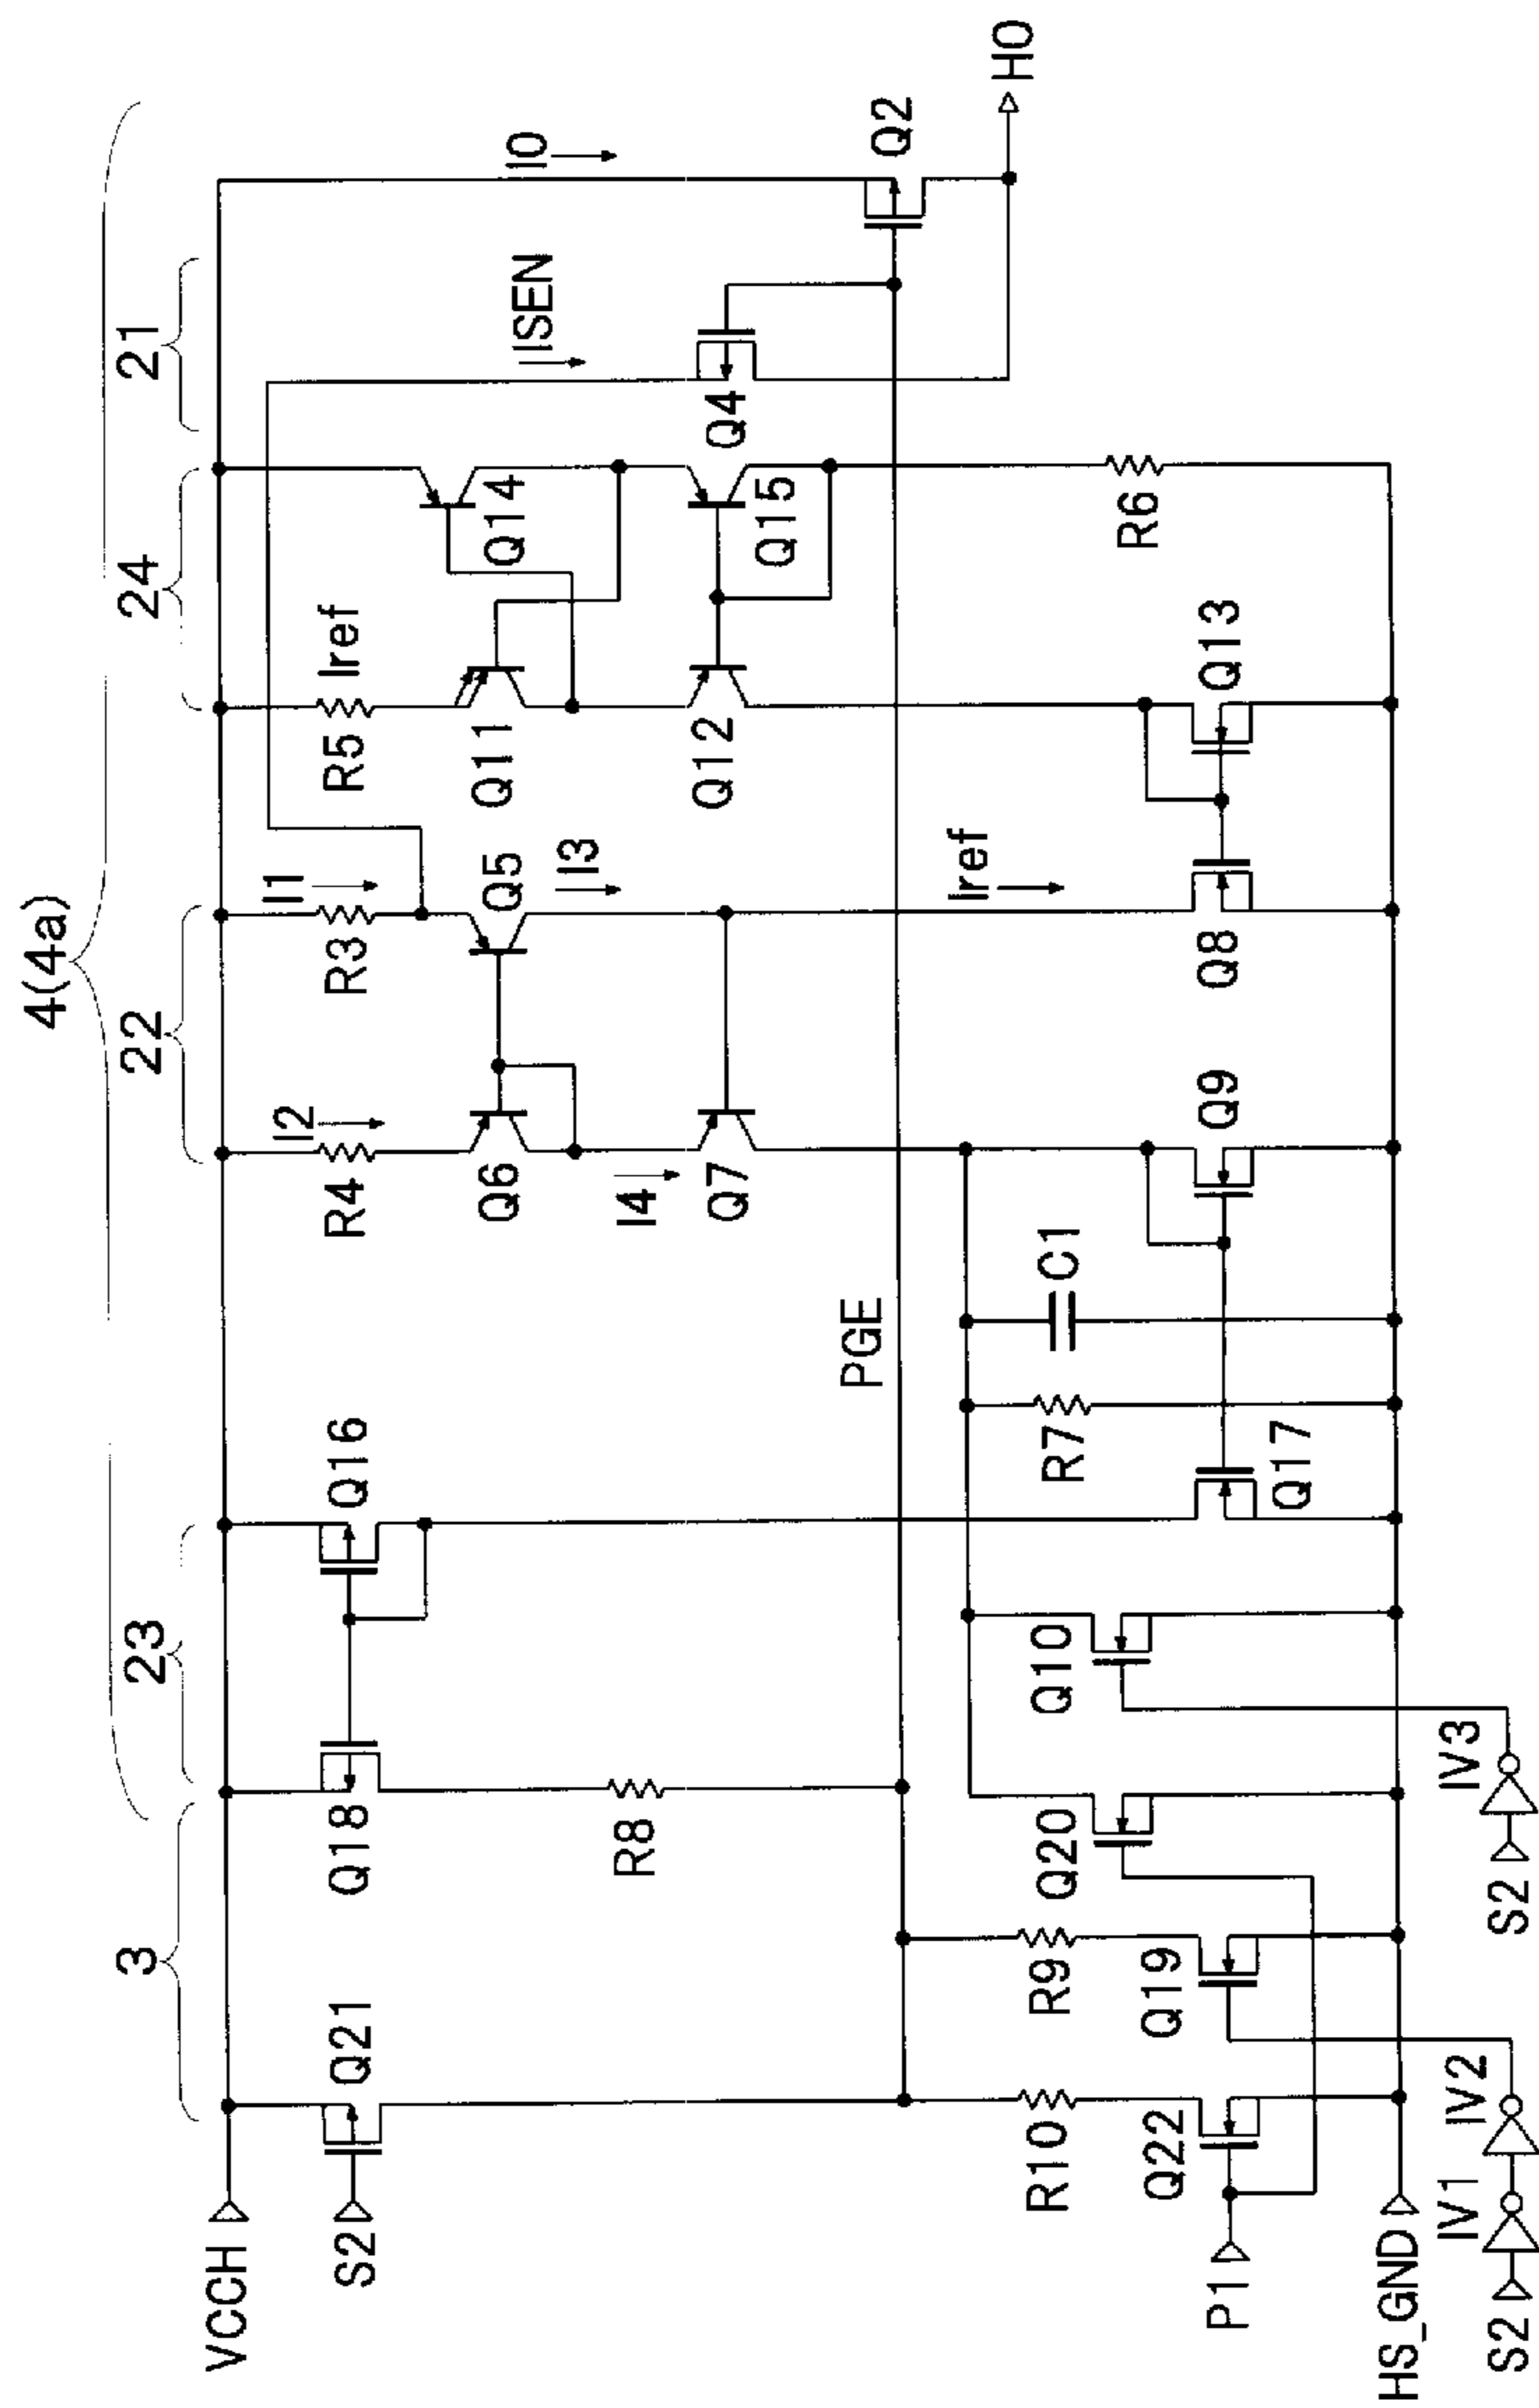 4(4a)
3
23
22
24
21
VCCH
S2
Q21
Q18
Q16
R4
I2
R3
I1
R5
Iref
Q6
Q5
I3
Q11
Q14
ISEN
I0
R8
I4
Q7
Q12
Q15
Q4
Q2
PGE
HO
R10
R9
Q20
Q10
R7
C1
Iref
R6
P1
Q22
Q19
Q17
Q9
Q8
Q13
HS_GND
S2
IV1
IV2
S2
IV3